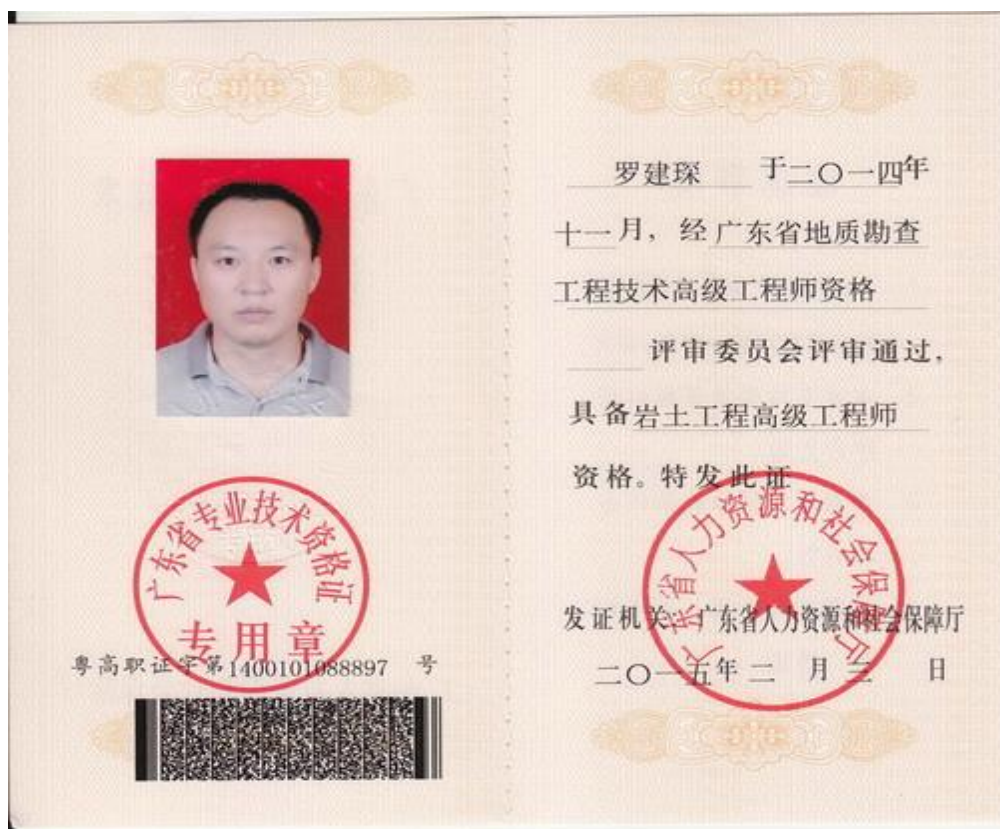 广东省专业技术资格证
专用章
粤高职证字第1400101088897 号
罗建琛 于二〇一四年
十一月，经广东省地质勘查
工程技术高级工程师资格
评审委员会评审通过，
具备岩土工程高级工程师
资格。特发此证
广东省人力资源和社会保障厅
发证机关：广东省人力资源和社会保障厅
二〇一五年二月三日